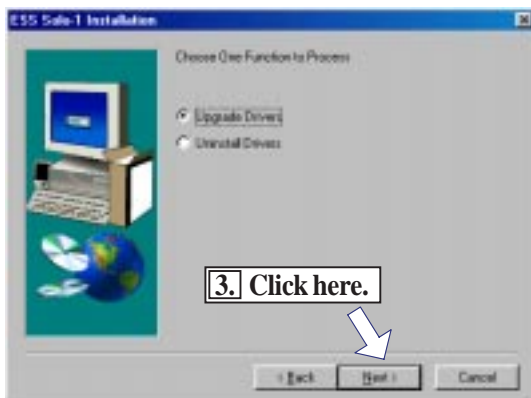 ESS Solo-1 Installation
Choose One Function to Process
Upgrade Drivers
Uninstall Drivers
3. Click here.
< Back
Next >
Cancel